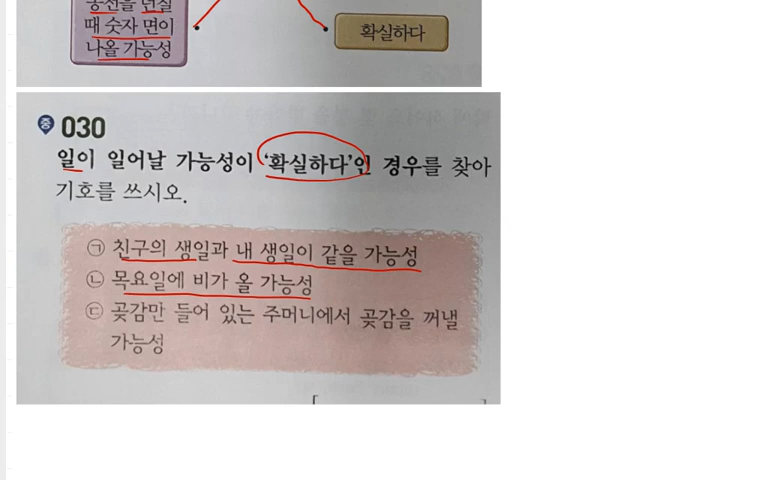 동전을 던질
때 숫자 면이
나올 가능성
확실하다
중 030
일이 일어날 가능성이 '확실하다'인 경우를 찾아
기호를 쓰시오.
㉠ 친구의 생일과 내 생일이 같을 가능성
㉡ 목요일에 비가 올 가능성
㉢ 곶감만 들어 있는 주머니에서 곶감을 꺼낼
가능성